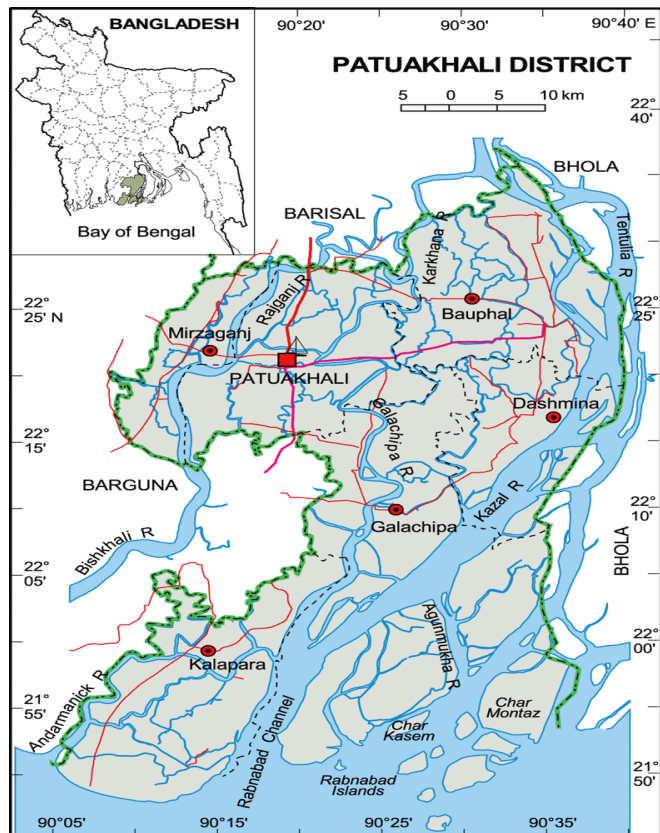 BANGLADESH
Bay of Bengal
90°20'
90°30'
90°40' E
PATUAKHALI DISTRICT
5 0 5 10 km
22°
40'
BHOLA
BARISAL
Karkhana R
Tentulia R
22° N
25'
Rajganj R
22°
25'
Mirzaganj
Bauphal
PATUAKHALI
Dashmina
Galachipa R
22°
15'
BARGUNA
Kazal R
22°
10'
Galachipa
Bishkhali R
BHOLA
22°
05'
Agunmukha R
22°
00'
Kalapara
Andarmanick R
21°
55'
Rabnabad Channel
Char
Montaz
Char
Kasem
Rabnabad
Islands
21°
50'
90°05'
90°15'
90°25'
90°35'